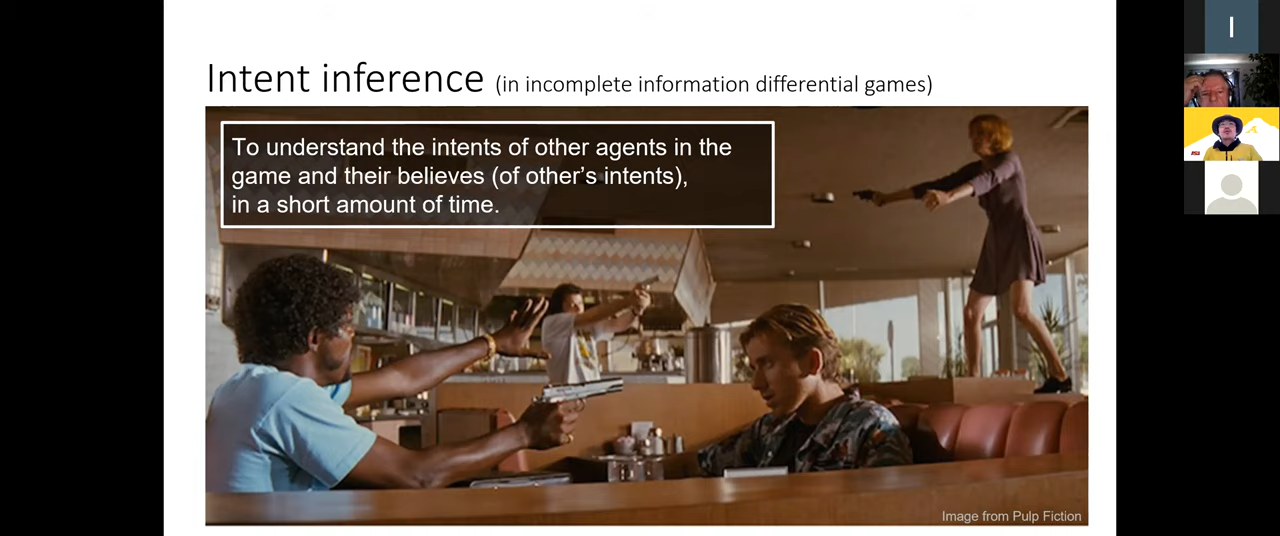 Intent inference (in incomplete information differential games)
To understand the intents of other agents in the
game and their believes (of other's intents),
in a short amount of time.
Image from Pulp Fiction
I
ASU